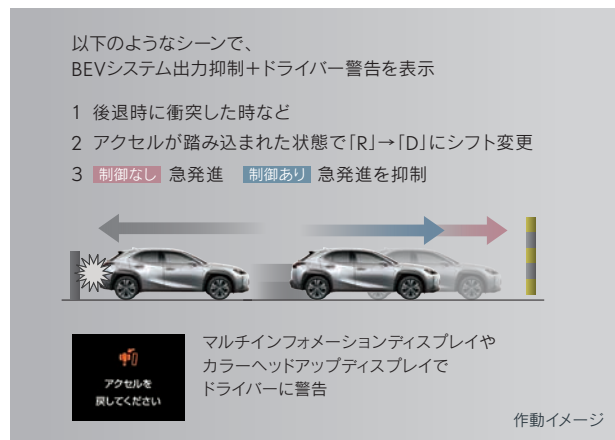 以下のようなシーンで、
BEVシステム出力抑制＋ドライバー警告を表示
1 後退時に衝突した時など
2 アクセルが踏み込まれた状態で「R」→「D」にシフト変更
3 制御なし 急発進 制御あり 急発進を抑制
アクセルを
戻してください
マルチインフォメーションディスプレイや
カラーヘッドアップディスプレイで
ドライバーに警告
作動イメージ